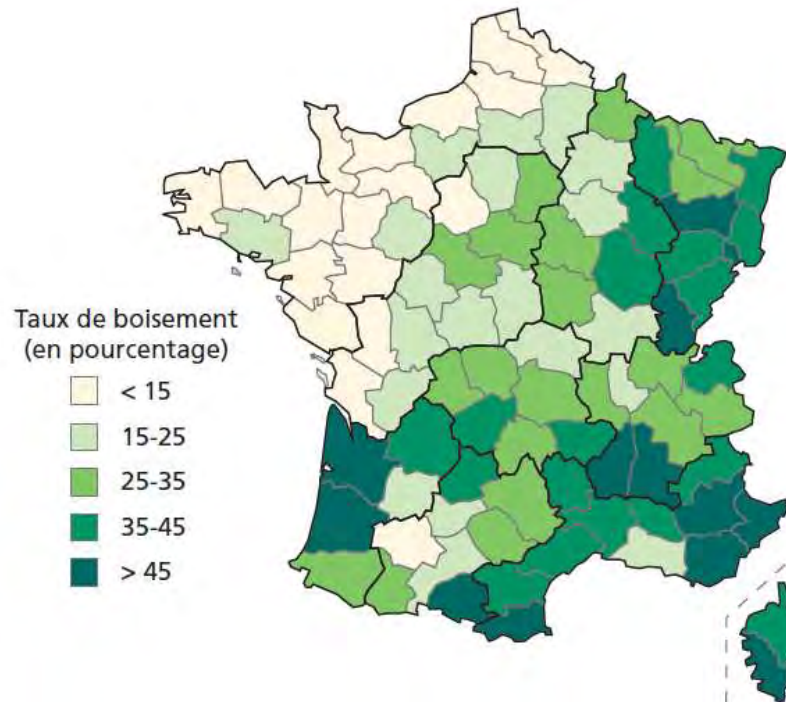 Taux de boisement
(en pourcentage)
< 15
15-25
25-35
35-45
> 45